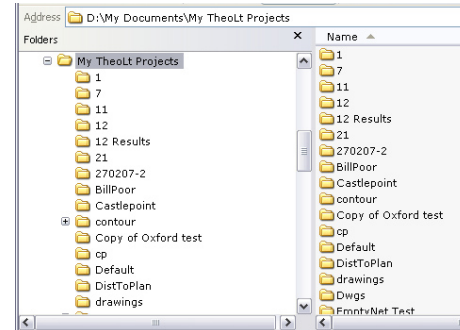 Address D:\My Documents\My TheoLt Projects
Folders
My TheoLt Projects
1
7
11
12
12 Results
21
270207-2
BillPoor
Castlepoint
contour
Copy of Oxford test
cp
Default
DistToPlan
drawings
Name
1
7
11
12
12 Results
21
270207-2
BillPoor
Castlepoint
contour
Copy of Oxford test
cp
Default
DistToPlan
drawings
Dwgs
EmptyNet Test